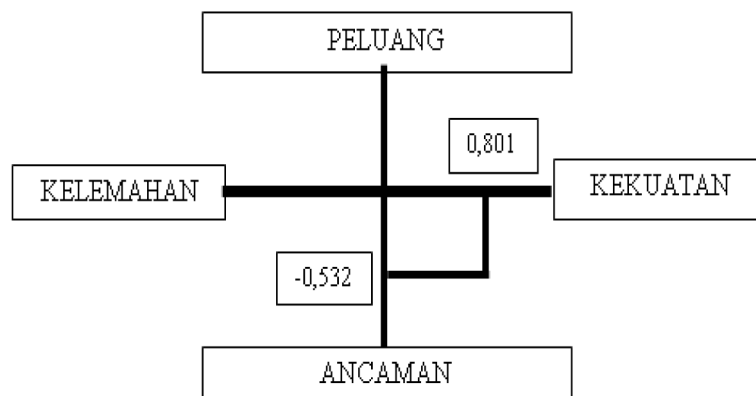 PELUANG
0,801
KELEMAHAN
KEKUATAN
-0,532
ANCAMAN